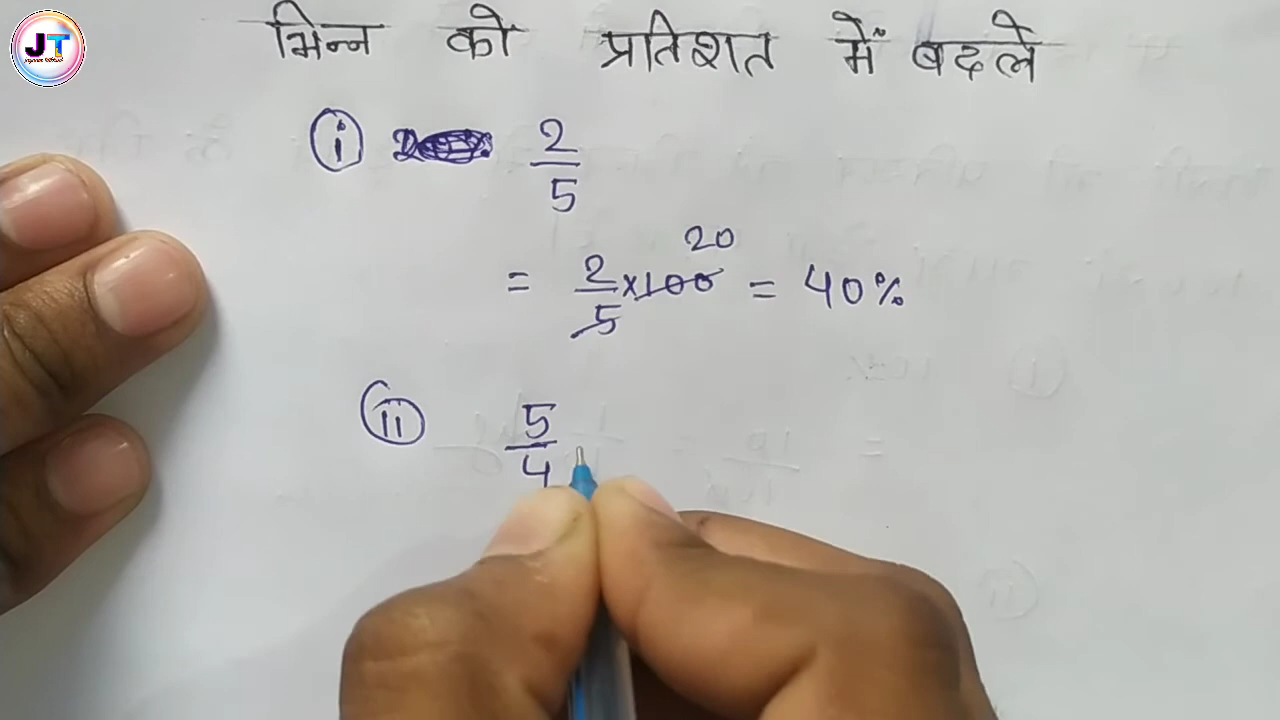 JT
भिन्न को प्रतिशत में बदले
(i) 2/5
= 2/5 × 100 20 = 40%
(ii) 5/4